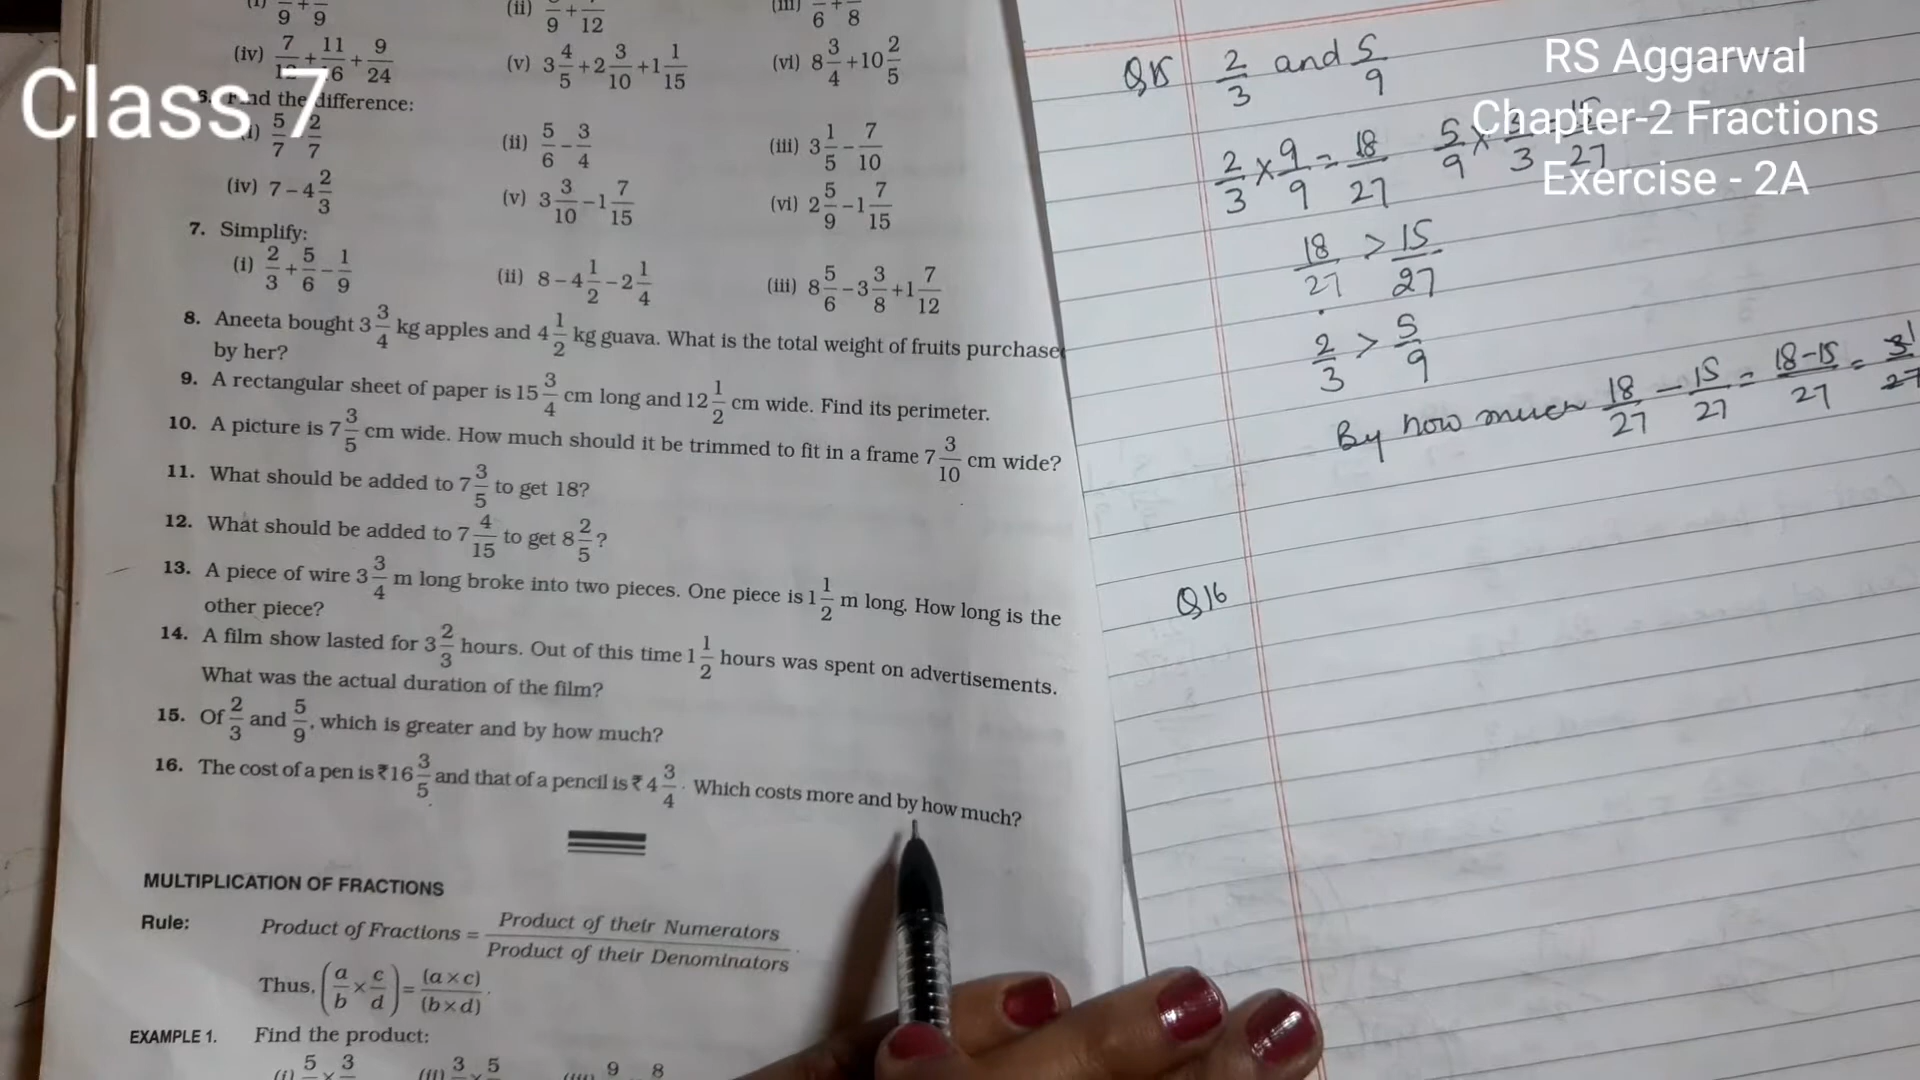 Class 7
RS Aggarwal
Chapter-2 Fractions
Exercise - 2A
(ii) 9 + 12
(iv) 7 + 11 + 9/24
(v) 3 4/5 + 2 3/10 + 1 1/15
(vi) 8 3/4 + 10 2/5
Find the difference:
5/7 2/7
(ii) 5/6 − 3/4
(iii) 3 1/5 − 7/10
(iv) 7 − 4 2/3
(v) 3 3/10 − 1 7/15
(vi) 2 5/9 − 1 7/15
7. Simplify:
(i) 2/3 + 5/6 − 1/9
(ii) 8 − 4 1/2 − 2 1/4
(iii) 8 5/6 − 3 3/8 + 1 7/12
8. Aneeta bought 3 3/4 kg apples and 4 1/2 kg guava. What is the total weight of fruits purchase
by her?
9. A rectangular sheet of paper is 15 3/4 cm long and 12 1/2 cm wide. Find its perimeter.
10. A picture is 7 3/5 cm wide. How much should it be trimmed to fit in a frame 7 3/10 cm wide?
11. What should be added to 7 3/5 to get 18?
12. What should be added to 7 4/15 to get 8 2/5?
13. A piece of wire 3 3/4 m long broke into two pieces. One piece is 1 1/2 m long. How long is the
other piece?
14. A film show lasted for 3 2/3 hours. Out of this time 1 1/2 hours was spent on advertisements.
What was the actual duration of the film?
15. Of 2/3 and 5/9, which is greater and by how much?
16. The cost of a pen is ₹16 3/5 and that of a pencil is ₹4 3/4. Which costs more and by how much?
MULTIPLICATION OF FRACTIONS
Rule: Product of Fractions = Product of their Numerators / Product of their Denominators.
Thus, (a/b × c/d) = (a×c)/(b×d).
EXAMPLE 1. Find the product:
(i) 5 × 3 (ii) 3 × 5 9 8
Q15 2/3 and 5/9
2/3 × 9/9 = 18/27 5/9 × 3/3 15/27
18/27 > 15/27
2/3 > 5/9
By how much 18/27 − 15/27 = 18−15/27 = 3/27 1
Q16